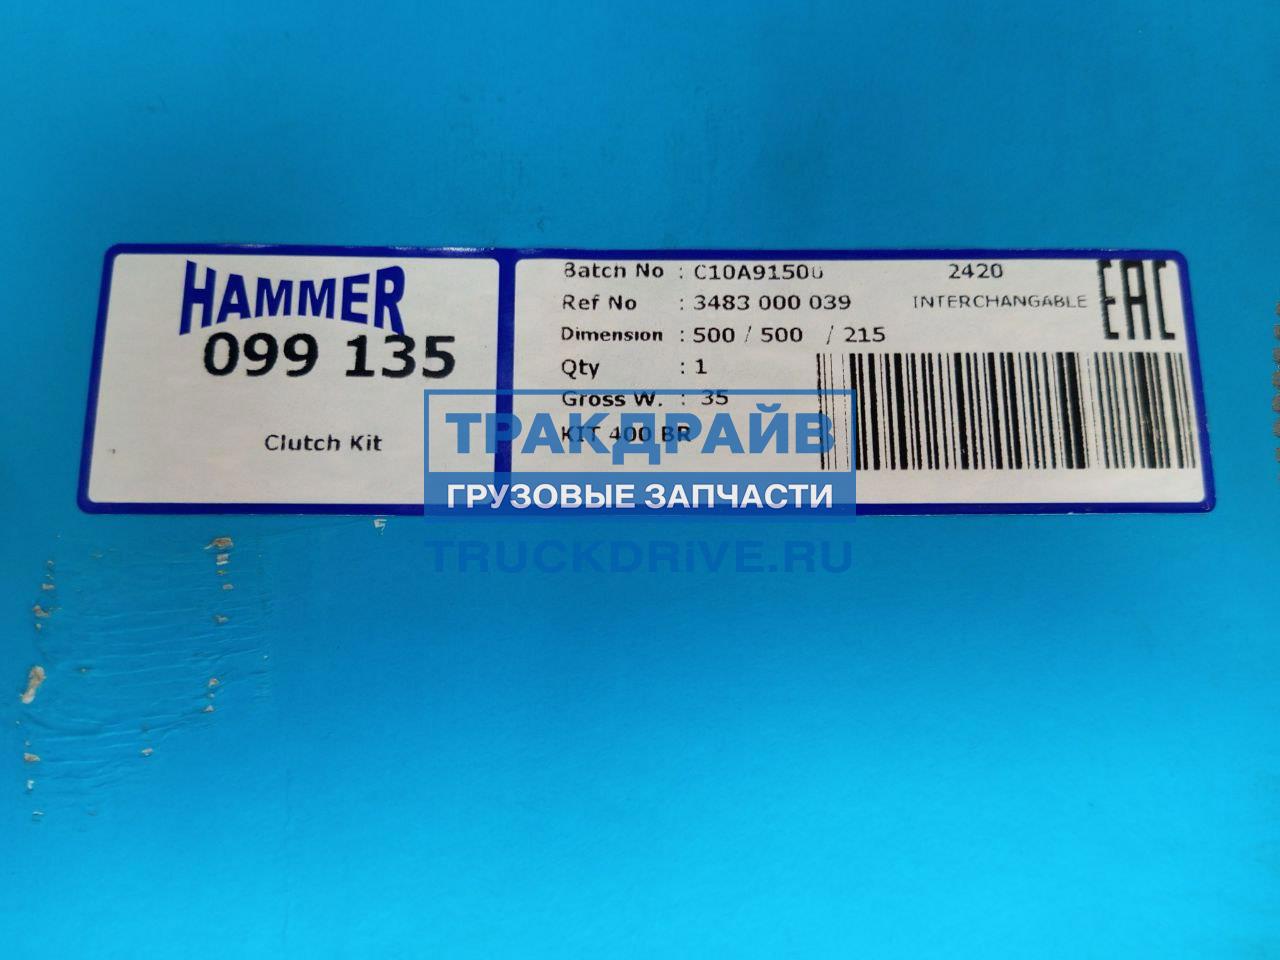 HAMMER
099 135
Clutch Kit
Batch No : C10A91500 2420
Ref No : 3483 000 039 INTERCHANGABLE
Dimension : 500 / 500 / 215
Qty : 1
Gross W. : 35
KIT 400 BR
EAC
ТРАКДРАЙВ
ГРУЗОВЫЕ ЗАПЧАСТИ
TRUCKDRiVE.RU